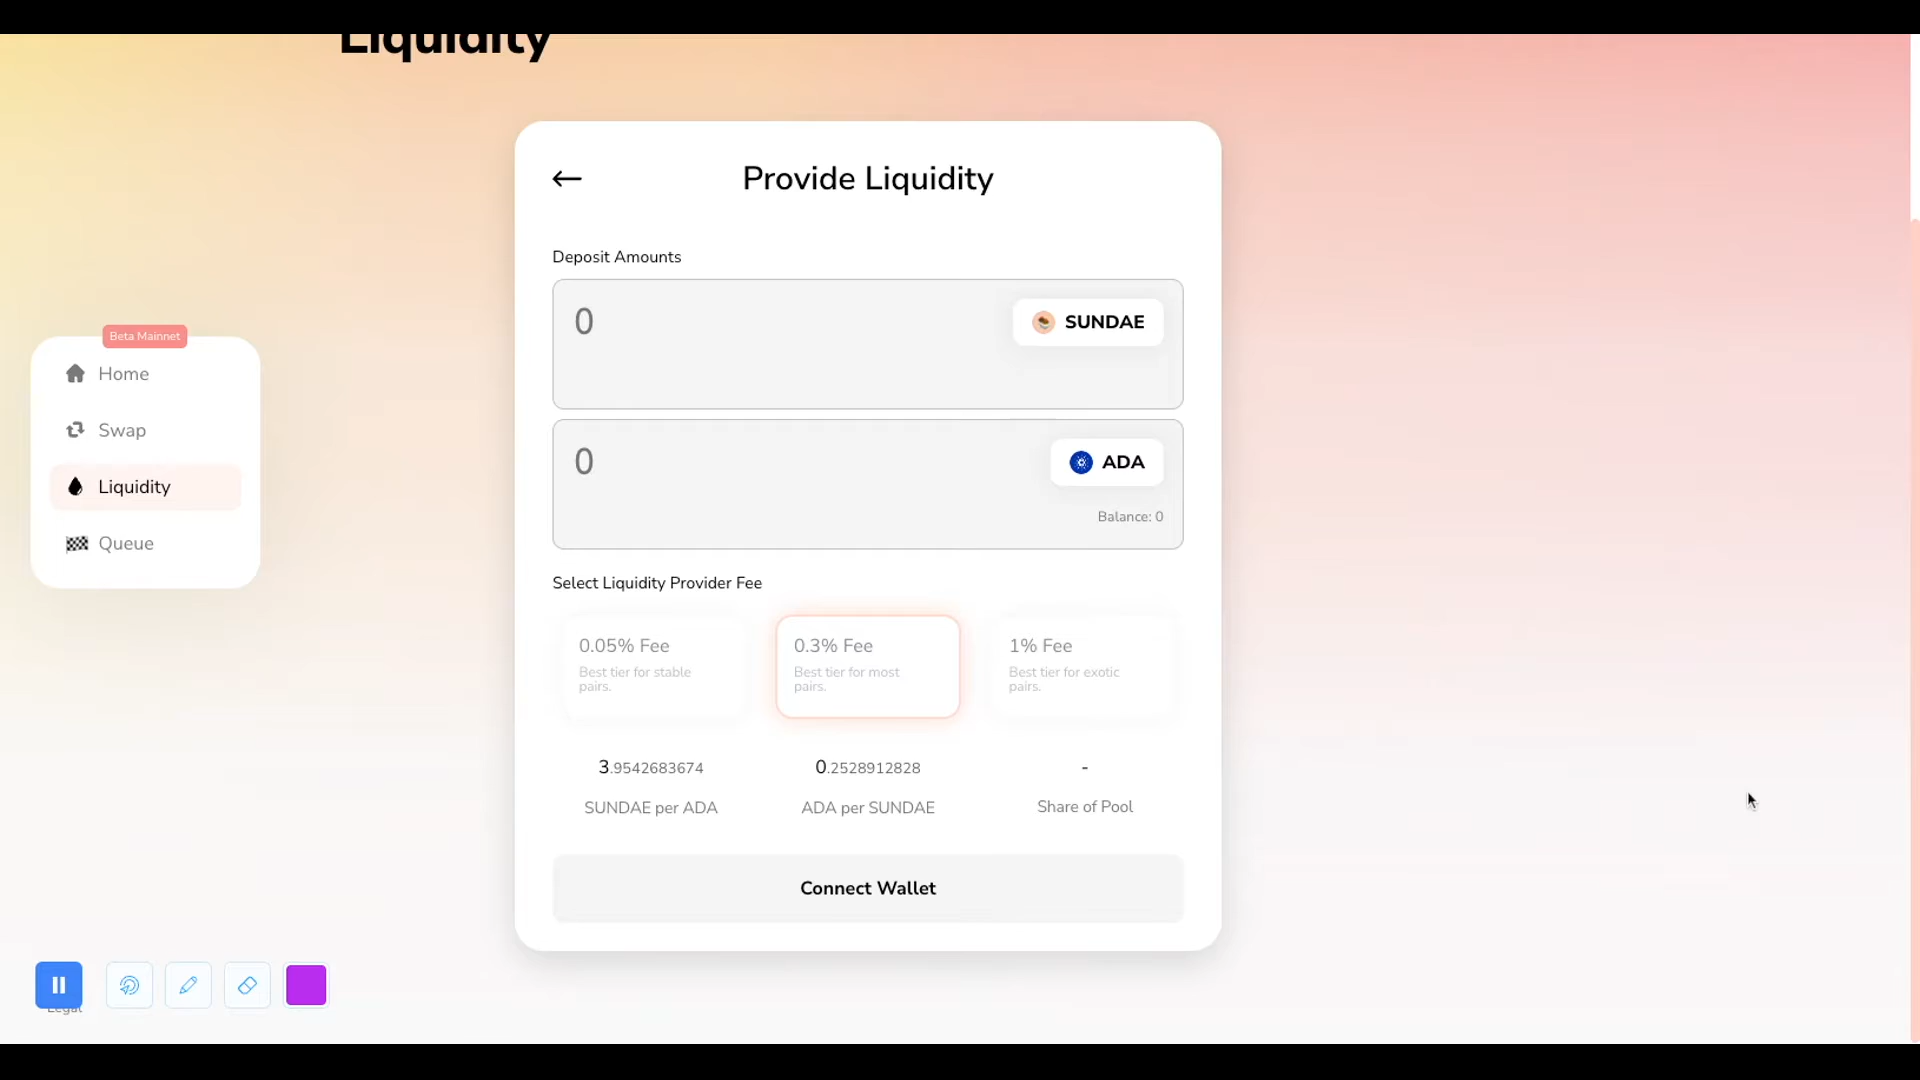 Liquidity
Provide Liquidity
Deposit Amounts
0
SUNDAE
0
ADA
Balance: 0
Beta Mainnet
Home
Swap
Liquidity
Queue
Select Liquidity Provider Fee
0.05% Fee
Best tier for stable
pairs.
0.3% Fee
Best tier for most
pairs.
1% Fee
Best tier for exotic
pairs.
3.9542683674
SUNDAE per ADA
0.2528912828
ADA per SUNDAE
-
Share of Pool
Connect Wallet
Legal